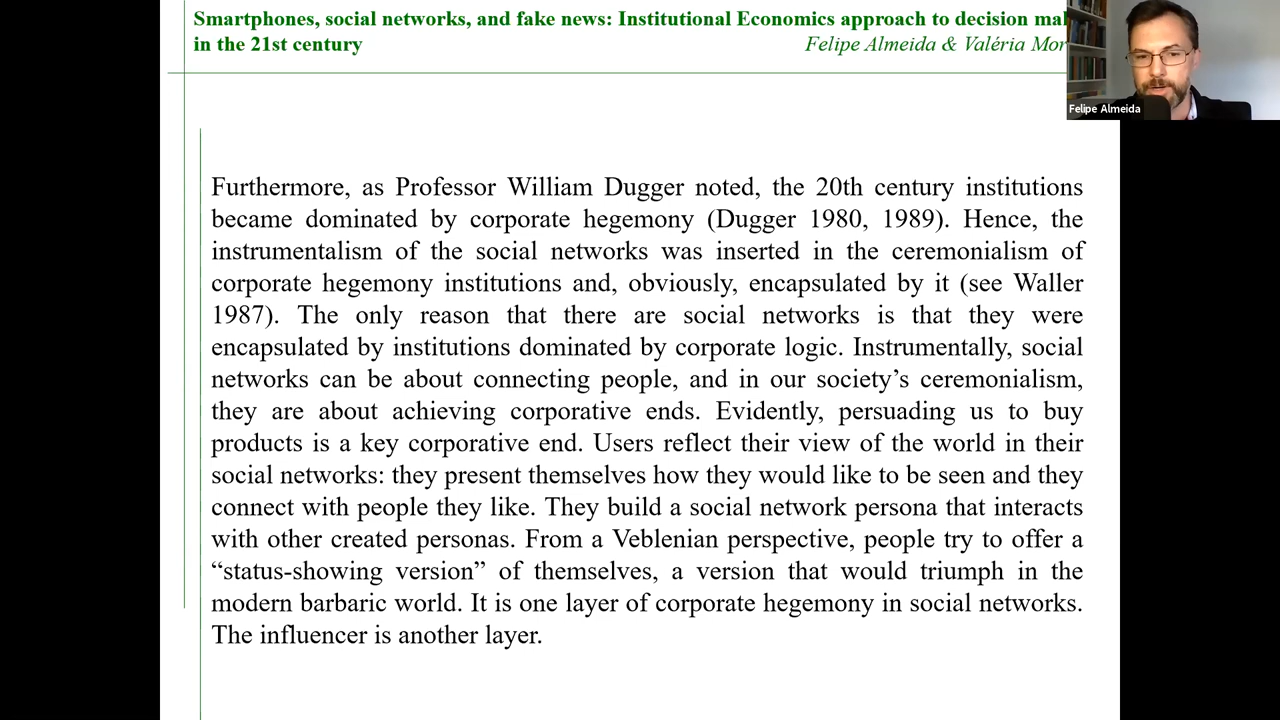 Smartphones, social networks, and fake news: Institutional Economics approach to decision
in the 21st century
Felipe Almeida & Valéria
Felipe Almeida
Furthermore, as Professor William Dugger noted, the 20th century institutions
became dominated by corporate hegemony (Dugger 1980, 1989). Hence, the
instrumentalism of the social networks was inserted in the ceremonialism of
corporate hegemony institutions and, obviously, encapsulated by it (see Waller
1987). The only reason that there are social networks is that they were
encapsulated by institutions dominated by corporate logic. Instrumentally, social
networks can be about connecting people, and in our society’s ceremonialism,
they are about achieving corporative ends. Evidently, persuading us to buy
products is a key corporative end. Users reflect their view of the world in their
social networks: they present themselves how they would like to be seen and they
connect with people they like. They build a social network persona that interacts
with other created personas. From a Veblenian perspective, people try to offer a
“status-showing version” of themselves, a version that would triumph in the
modern barbaric world. It is one layer of corporate hegemony in social networks.
The influencer is another layer.